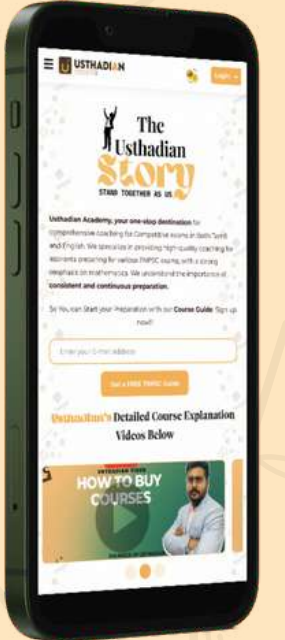 USTHADIAN
Login
The
Usthadian
Story
STAND TOGETHER AS US
Usthadian Academy, your one-stop destination for
comprehensive coaching for Competitive exams in both Tamil
and English. We specialize in providing high-quality coaching for
aspirants preparing for various TNPSC exams, with a strong
emphasis on mathematics. We understand the importance of
consistent and continuous preparation.
So You can Start your Preparation with our Course Guide. Sign up
now!!
Enter your E-mail address
Get a FREE TNPSC Guide
Usthadian's Detailed Course Explanation
Videos Below
USTHADIAN VIDEO
HOW TO BUY
COURSES